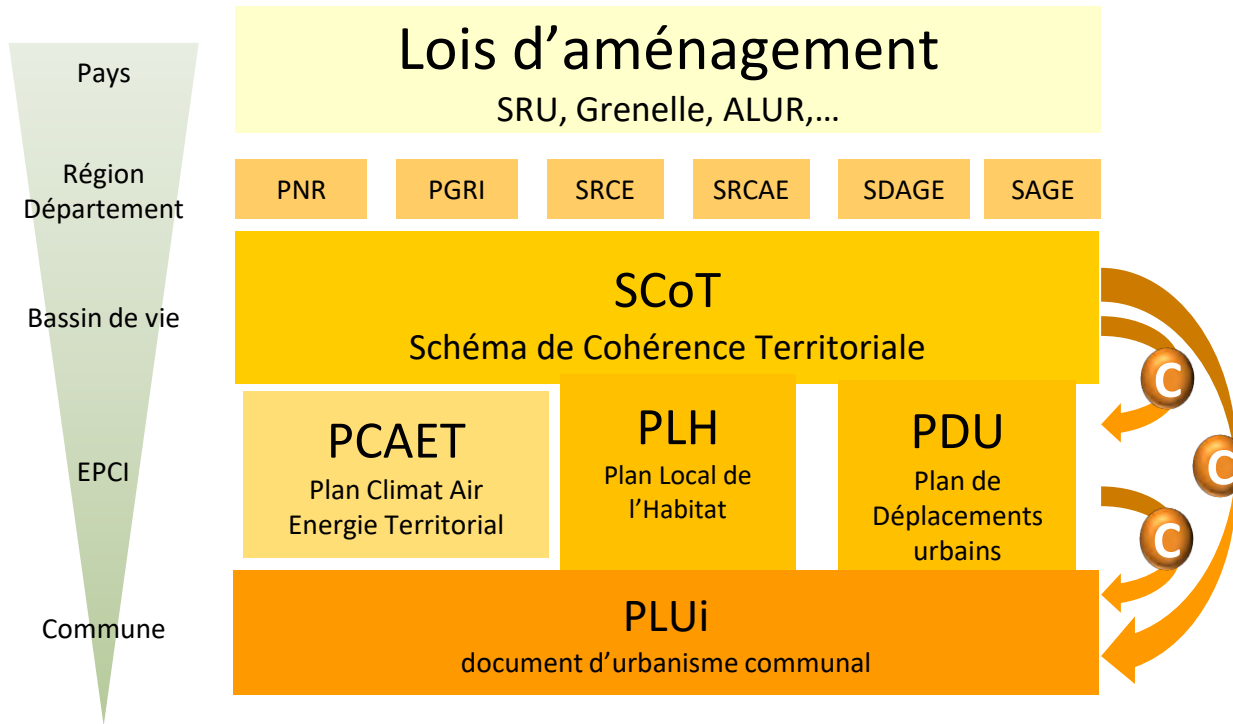 Lois d’aménagement
SRU, Grenelle, ALUR,…
Pays
Région
Département
PNR
PGRI
SRCE
SRCAE
SDAGE
SAGE
SCoT
Schéma de Cohérence Territoriale
Bassin de vie
C
PCAET
Plan Climat Air
Energie Territorial
PLH
Plan Local de
l’Habitat
PDU
Plan de
Déplacements
urbains
EPCI
C
C
PLUi
document d’urbanisme communal
Commune